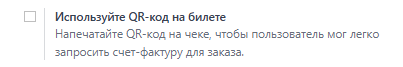 Используйте QR-код на билете
Напечатайте QR-код на чеке, чтобы пользователь мог легко
запросить счет-фактуру для заказа.